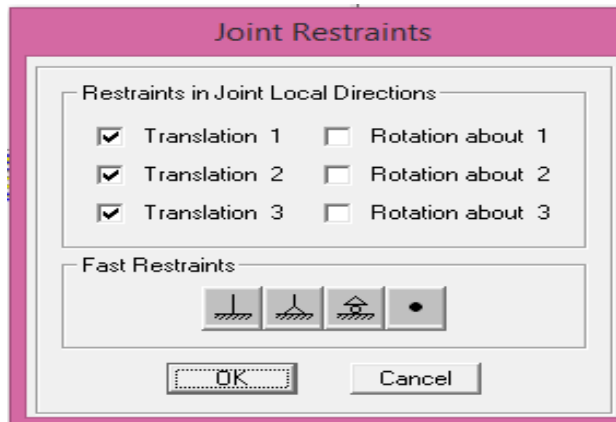 Joint Restraints
Restraints in Joint Local Directions
Translation 1 Rotation about 1
Translation 2 Rotation about 2
Translation 3 Rotation about 3
Fast Restraints
OK Cancel